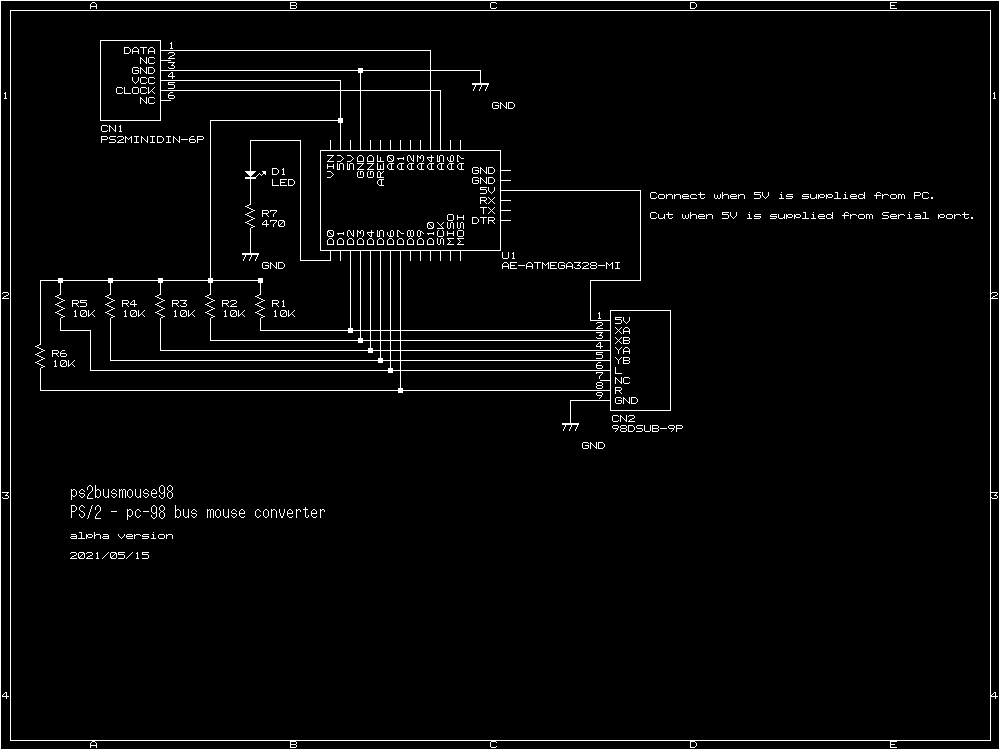 A B C D E
DATA 1
NC 2
GND 3
VCC 4
CLOCK 5
NC 6
CN1
PS2MINIDIN-6P
1 1
GND
VIN 5V 5V GND GND AREF A0 A1 A2 A3 A4 A5 A6 A7
GND
GND
5V
RX
TX
DTR
D0 D1 D2 D3 D4 D5 D6 D7 D8 D9 D10 SCK MISO MOSI
U1
AE-ATMEGA328-MI
D1
LED
R7
470
GND
Connect when 5V is supplied from PC.
Cut when 5V is supplied from Serial port.
2 2
R5
10K
R4
10K
R3
10K
R2
10K
R1
10K
R6
10K
1 5V
2 XA
3 XB
4 YA
5 YB
6 L
7 NC
8 R
9 GND
CN2
98DSUB-9P
GND
3 3
ps2busmouse98
PS/2 - pc-98 bus mouse converter
alpha version
2021/05/15
4 4
A B C D E